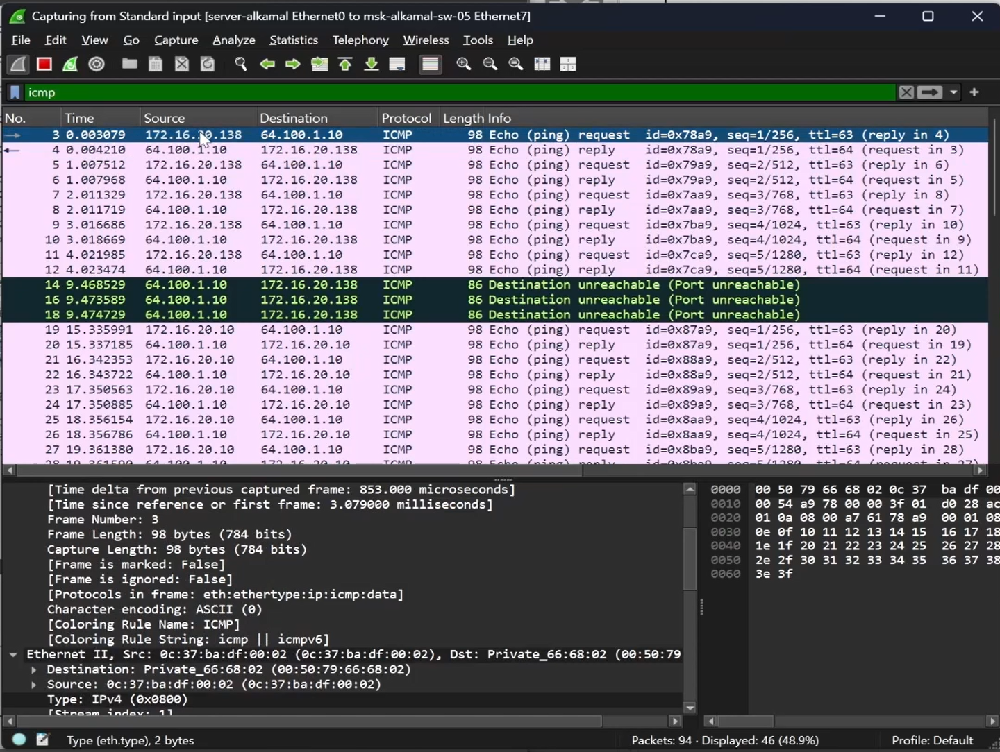 Capturing from Standard input [server-alkamal Ethernet0 to msk-alkamal-sw-05 Ethernet7]
File Edit View Go Capture Analyze Statistics Telephony Wireless Tools Help
icmp
No. Time Source Destination Protocol Length Info
3 0.003079 172.16.20.138 64.100.1.10 ICMP 98 Echo (ping) request id=0x78a9, seq=1/256, ttl=63 (reply in 4)
4 0.004210 64.100.1.10 172.16.20.138 ICMP 98 Echo (ping) reply id=0x78a9, seq=1/256, ttl=64 (request in 3)
5 1.007512 172.16.20.138 64.100.1.10 ICMP 98 Echo (ping) request id=0x79a9, seq=2/512, ttl=63 (reply in 6)
6 1.007968 64.100.1.10 172.16.20.138 ICMP 98 Echo (ping) reply id=0x79a9, seq=2/512, ttl=64 (request in 5)
7 2.011329 172.16.20.138 64.100.1.10 ICMP 98 Echo (ping) request id=0x7aa9, seq=3/768, ttl=63 (reply in 8)
8 2.011719 64.100.1.10 172.16.20.138 ICMP 98 Echo (ping) reply id=0x7aa9, seq=3/768, ttl=64 (request in 7)
9 3.016686 172.16.20.138 64.100.1.10 ICMP 98 Echo (ping) request id=0x7ba9, seq=4/1024, ttl=63 (reply in 10)
10 3.018669 64.100.1.10 172.16.20.138 ICMP 98 Echo (ping) reply id=0x7ba9, seq=4/1024, ttl=64 (request in 9)
11 4.021985 172.16.20.138 64.100.1.10 ICMP 98 Echo (ping) request id=0x7ca9, seq=5/1280, ttl=63 (reply in 12)
12 4.023474 64.100.1.10 172.16.20.138 ICMP 98 Echo (ping) reply id=0x7ca9, seq=5/1280, ttl=64 (request in 11)
14 9.468529 64.100.1.10 172.16.20.138 ICMP 86 Destination unreachable (Port unreachable)
16 9.473589 64.100.1.10 172.16.20.138 ICMP 86 Destination unreachable (Port unreachable)
18 9.474729 64.100.1.10 172.16.20.138 ICMP 86 Destination unreachable (Port unreachable)
19 15.335991 172.16.20.10 64.100.1.10 ICMP 98 Echo (ping) request id=0x87a9, seq=1/256, ttl=63 (reply in 20)
20 15.337185 64.100.1.10 172.16.20.10 ICMP 98 Echo (ping) reply id=0x87a9, seq=1/256, ttl=64 (request in 19)
21 16.342353 172.16.20.10 64.100.1.10 ICMP 98 Echo (ping) request id=0x88a9, seq=2/512, ttl=63 (reply in 22)
22 16.343722 64.100.1.10 172.16.20.10 ICMP 98 Echo (ping) reply id=0x88a9, seq=2/512, ttl=64 (request in 21)
23 17.350563 172.16.20.10 64.100.1.10 ICMP 98 Echo (ping) request id=0x89a9, seq=3/768, ttl=63 (reply in 24)
24 17.350885 64.100.1.10 172.16.20.10 ICMP 98 Echo (ping) reply id=0x89a9, seq=3/768, ttl=64 (request in 23)
25 18.356154 172.16.20.10 64.100.1.10 ICMP 98 Echo (ping) request id=0x8aa9, seq=4/1024, ttl=63 (reply in 26)
26 18.356786 64.100.1.10 172.16.20.10 ICMP 98 Echo (ping) reply id=0x8aa9, seq=4/1024, ttl=64 (request in 25)
27 19.361380 172.16.20.10 64.100.1.10 ICMP 98 Echo (ping) request id=0x8ba9, seq=5/1280, ttl=63 (reply in 28)
28 19.361590 64.100.1.10 172.16.20.10 ICMP 98 Echo (ping) reply id=0x8ba9, seq=5/1280, ttl=64 (request in 27)
[Time delta from previous captured frame: 853.000 microseconds]
[Time since reference or first frame: 3.079000 milliseconds]
Frame Number: 3
Frame Length: 98 bytes (784 bits)
Capture Length: 98 bytes (784 bits)
[Frame is marked: False]
[Frame is ignored: False]
[Protocols in frame: eth:ethertype:ip:icmp:data]
Character encoding: ASCII (0)
[Coloring Rule Name: ICMP]
[Coloring Rule String: icmp || icmpv6]
Ethernet II, Src: 0c:37:ba:df:00:02 (0c:37:ba:df:00:02), Dst: Private_66:68:02 (00:50:79
Destination: Private_66:68:02 (00:50:79:66:68:02)
Source: 0c:37:ba:df:00:02 (0c:37:ba:df:00:02)
Type: IPv4 (0x0800)
[Stream index: 1]
0000 00 50 79 66 68 02 0c 37 ba df 00
0010 00 54 a9 78 00 00 3f 01 d0 28 ac
0020 01 0a 08 00 a7 61 78 a9 00 01 08
0030 0e 0f 10 11 12 13 14 15 16 17 18
0040 1e 1f 20 21 22 23 24 25 26 27 28
0050 2e 2f 30 31 32 33 34 35 36 37 38
0060 3e 3f
Type (eth.type), 2 bytes
Packets: 94 · Displayed: 46 (48.9%)
Profile: Default